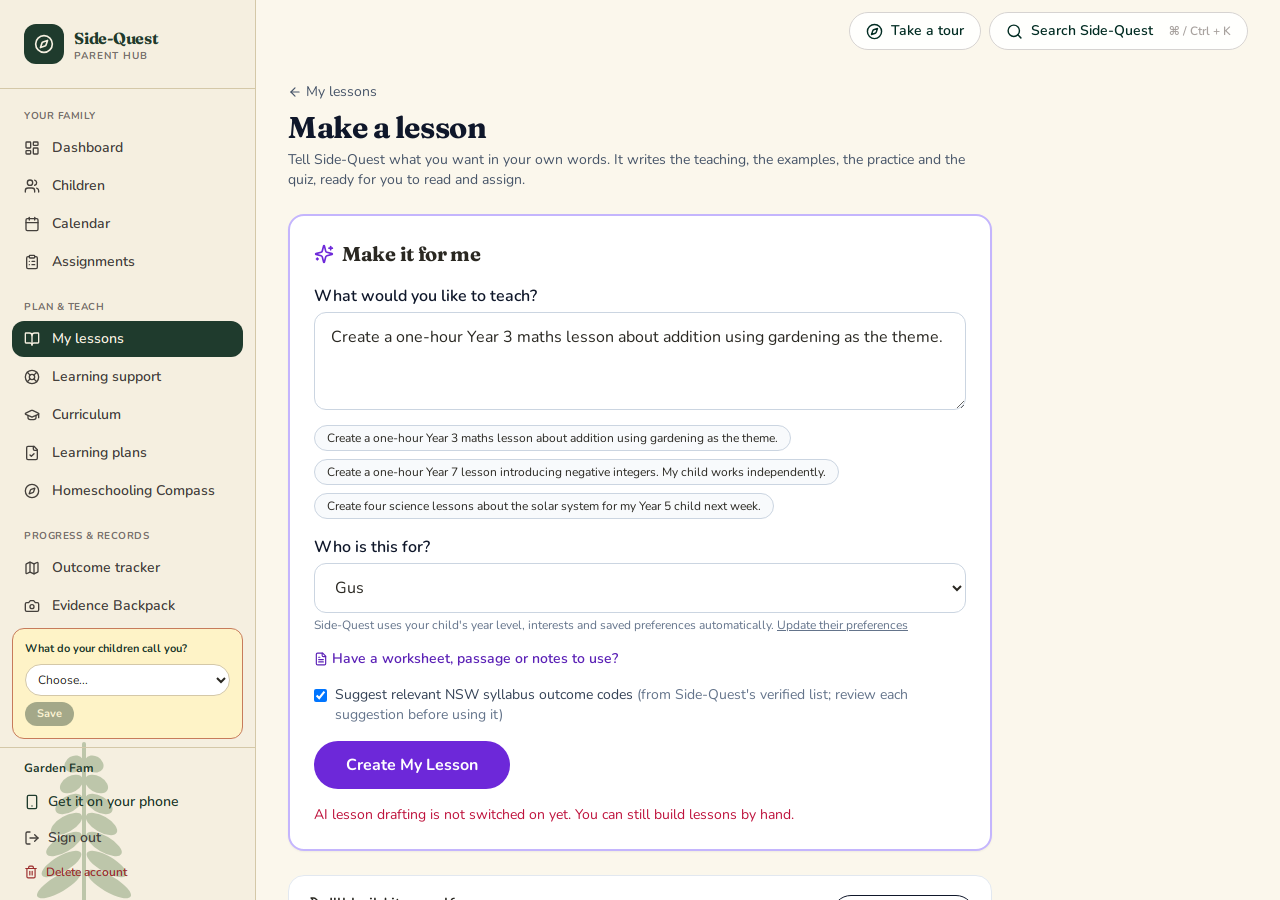 Side-Quest
PARENT HUB
Take a tour
Search Side-Quest ⌘ / Ctrl + K
YOUR FAMILY
Dashboard
Children
Calendar
Assignments
PLAN & TEACH
My lessons
Learning support
Curriculum
Learning plans
Homeschooling Compass
PROGRESS & RECORDS
Outcome tracker
Evidence Backpack
What do your children call you?
Choose...
Save
Garden Fam
Get it on your phone
Sign out
Delete account
← My lessons
Make a lesson
Tell Side-Quest what you want in your own words. It writes the teaching, the examples, the practice and the
quiz, ready for you to read and assign.
Make it for me
What would you like to teach?
Create a one-hour Year 3 maths lesson about addition using gardening as the theme.
Create a one-hour Year 3 maths lesson about addition using gardening as the theme.
Create a one-hour Year 7 lesson introducing negative integers. My child works independently.
Create four science lessons about the solar system for my Year 5 child next week.
Who is this for?
Gus
Side-Quest uses your child's year level, interests and saved preferences automatically. Update their preferences
Have a worksheet, passage or notes to use?
Suggest relevant NSW syllabus outcome codes (from Side-Quest's verified list; review each
suggestion before using it)
Create My Lesson
AI lesson drafting is not switched on yet. You can still build lessons by hand.